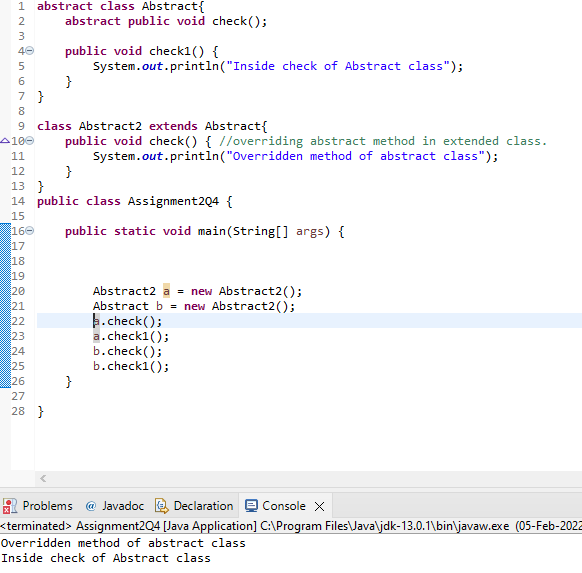 1 abstract class Abstract{
2 abstract public void check();
3
4 public void check1() {
5 System.out.println("Inside check of Abstract class");
6 }
7 }
8
9 class Abstract2 extends Abstract{
10 public void check() { //overriding abstract method in extended class.
11 System.out.println("Overridden method of abstract class");
12 }
13 }
14 public class Assignment2Q4 {
15
16 public static void main(String[] args) {
17
18
19
20 Abstract2 a = new Abstract2();
21 Abstract b = new Abstract2();
22 a.check();
23 a.check1();
24 b.check();
25 b.check1();
26 }
27
28 }
Problems @ Javadoc Declaration Console
<terminated> Assignment2Q4 [Java Application] C:\Program Files\Java\jdk-13.0.1\bin\javaw.exe (05-Feb-2022
Overridden method of abstract class
Inside check of Abstract class